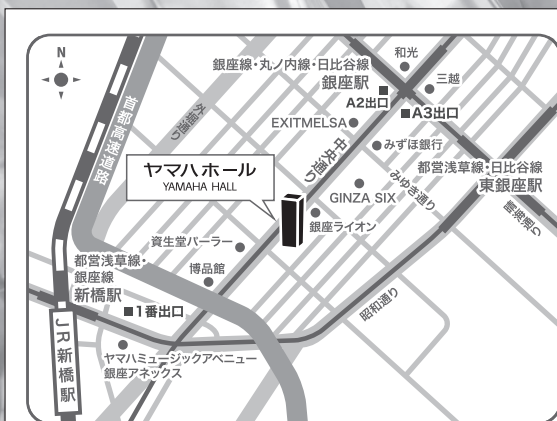 N
和光
銀座線・丸ノ内線・日比谷線
銀座駅
三越
A2出口
A3出口
EXITMELSA
みずほ銀行
外堀通り
中央通り
首都高速道路
都営浅草線・日比谷線
東銀座駅
ヤマハホール
YAMAHA HALL
GINZA SIX
みゆき通り
晴海通り
銀座ライオン
資生堂パーラー
博品館
都営浅草線・
銀座線
新橋駅
1番出口
昭和通り
JR新橋駅
ヤマハミュージックアベニュー
銀座アネックス